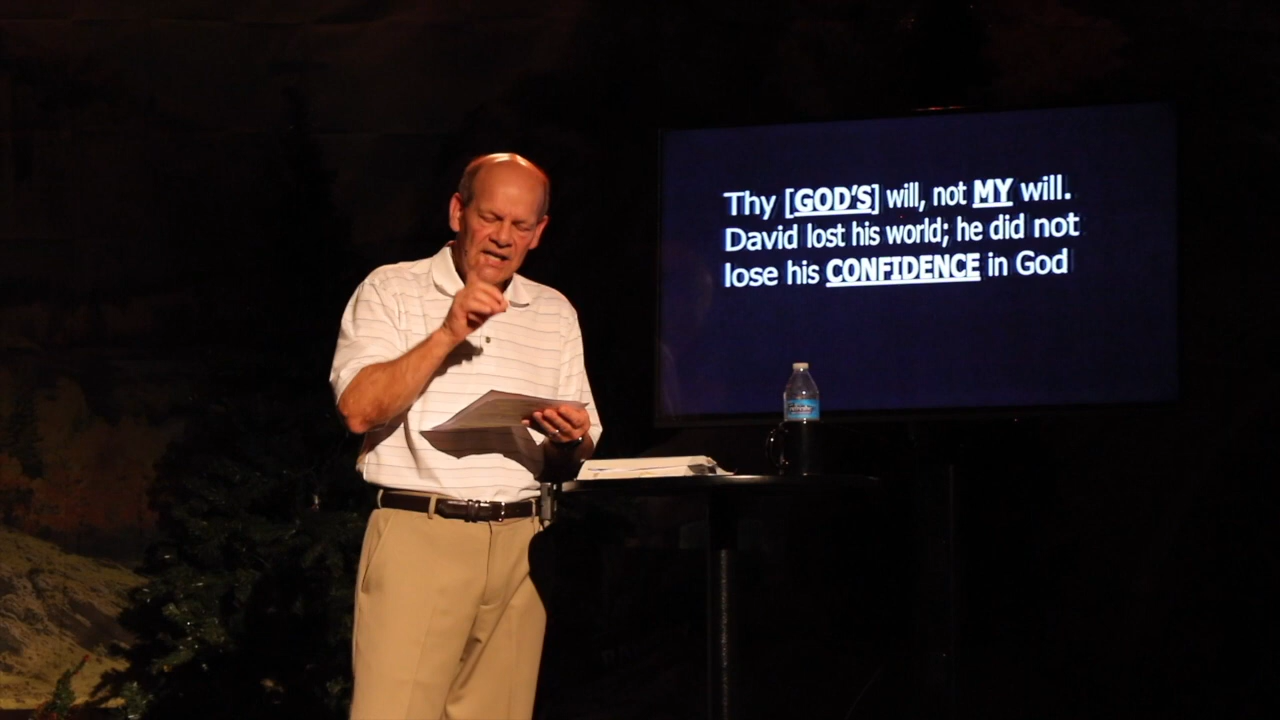 Thy [GOD'S] will, not MY will.
David lost his world; he did not
lose his CONFIDENCE in God